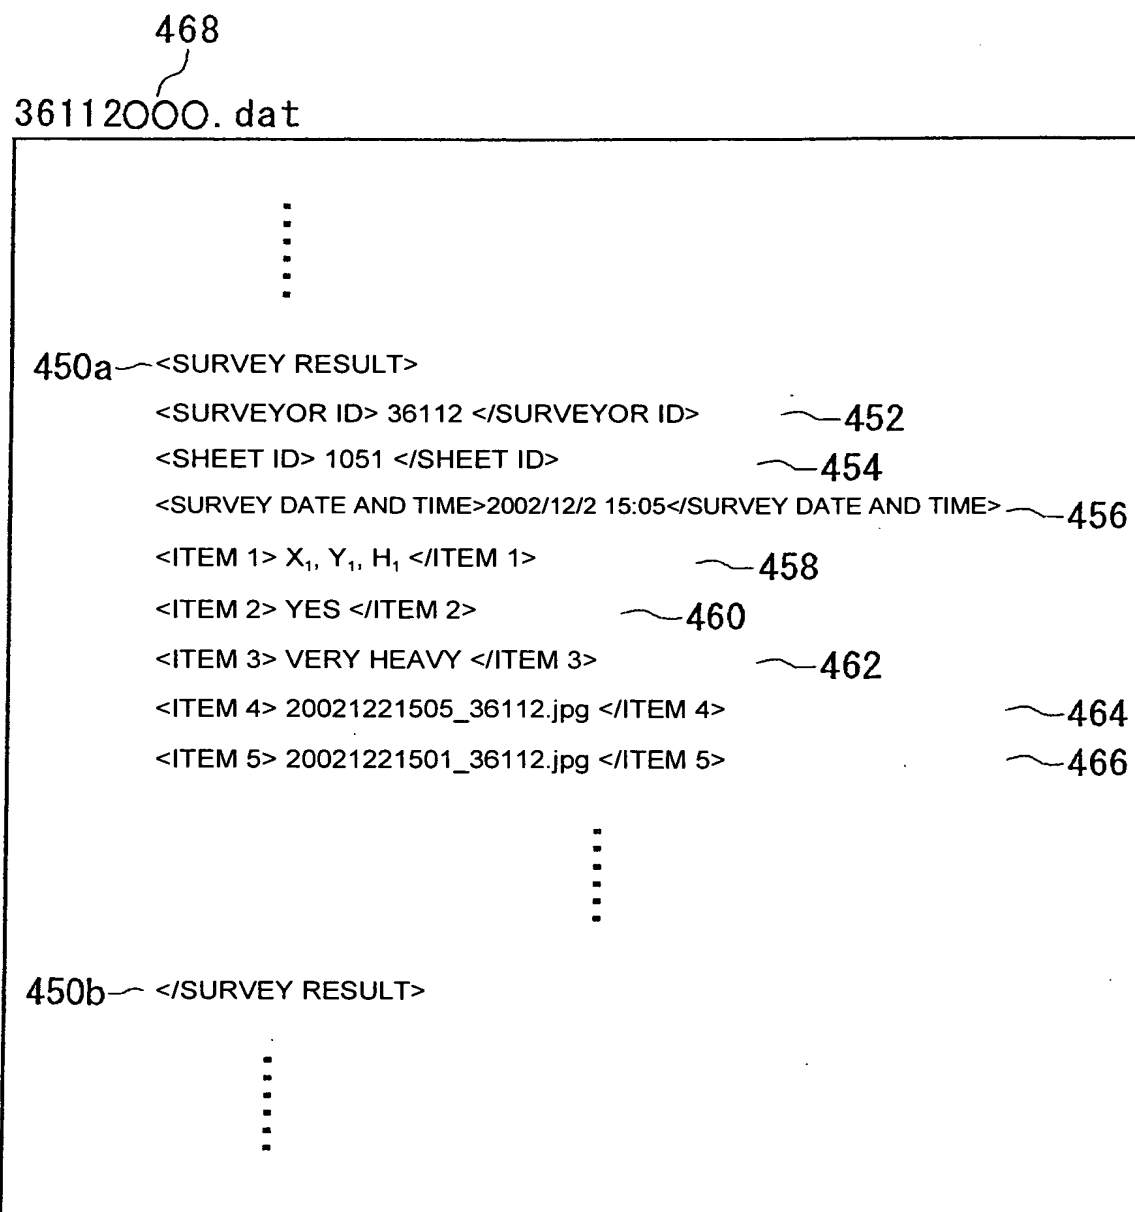 468
36112○○○.dat
450a <SURVEY RESULT>
<SURVEYOR ID> 36112 </SURVEYOR ID> 452
<SHEET ID> 1051 </SHEET ID> 454
<SURVEY DATE AND TIME>2002/12/2 15:05</SURVEY DATE AND TIME> 456
<ITEM 1> X₁, Y₁, H₁ </ITEM 1> 458
<ITEM 2> YES </ITEM 2> 460
<ITEM 3> VERY HEAVY </ITEM 3> 462
<ITEM 4> 20021221505_36112.jpg </ITEM 4> 464
<ITEM 5> 20021221501_36112.jpg </ITEM 5> 466
450b </SURVEY RESULT>